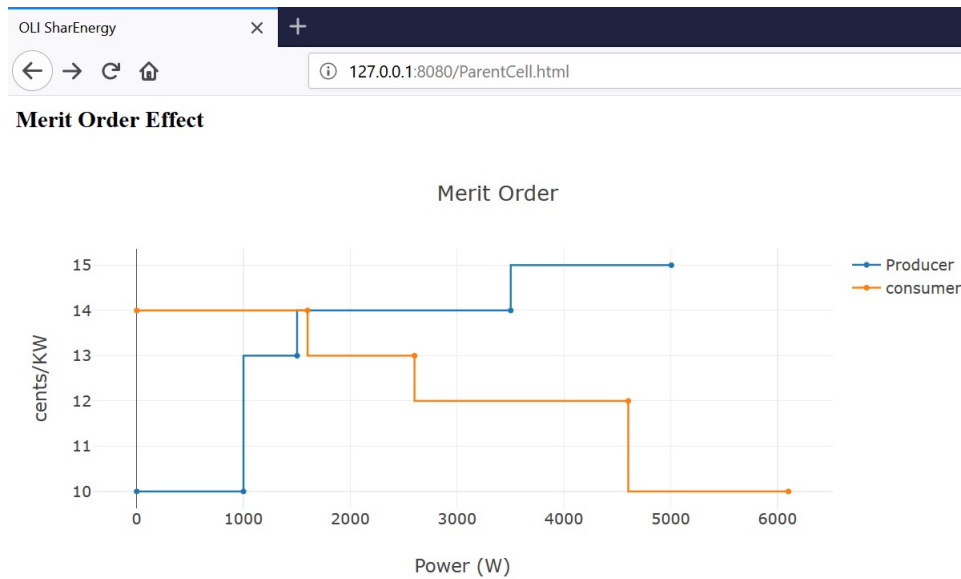 OLI SharEnergy
127.0.0.1:8080/ParentCell.html
Merit Order Effect
Merit Order
15
14
13
12
11
10
cents/KW
0 1000 2000 3000 4000 5000 6000
Power (W)
Producer
consumer